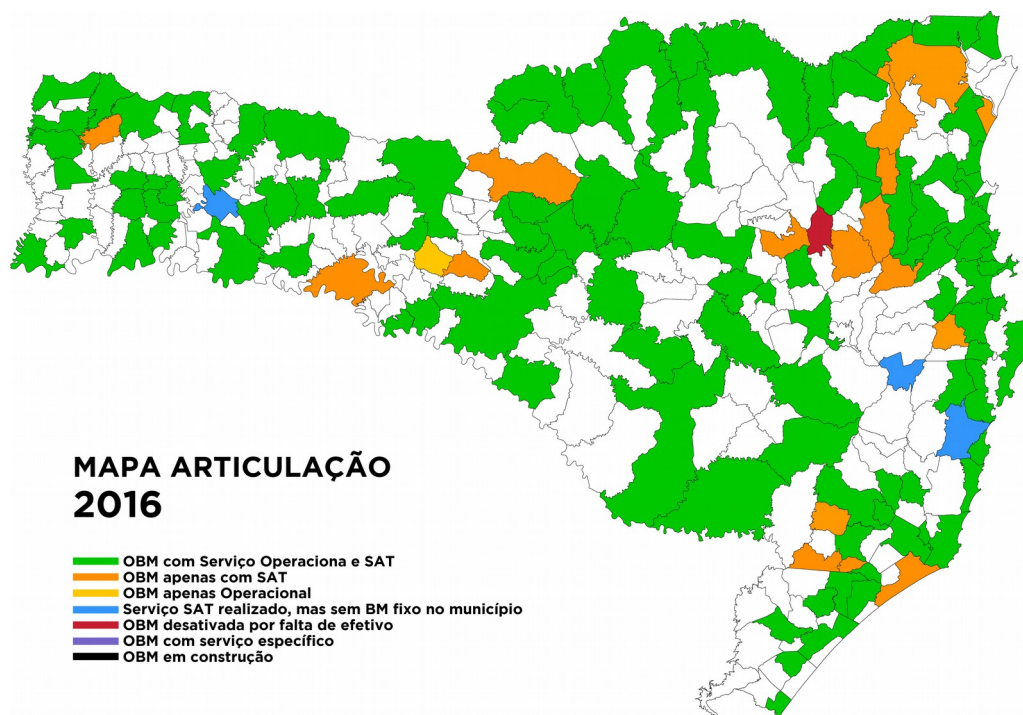 MAPA ARTICULAÇÃO
2016
OBM com Serviço Operaciona e SAT
OBM apenas com SAT
OBM apenas Operacional
Serviço SAT realizado, mas sem BM fixo no município
OBM desativada por falta de efetivo
OBM com serviço específico
OBM em construção